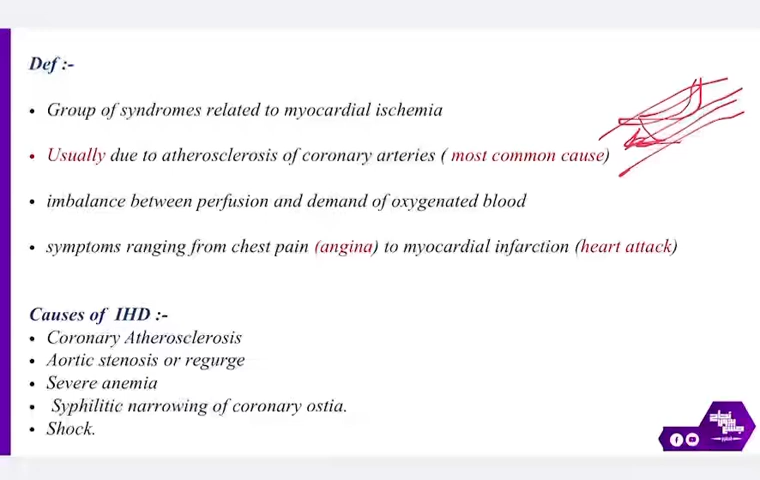 Def :-
• Group of syndromes related to myocardial ischemia
• Usually due to atherosclerosis of coronary arteries ( most common cause)
• imbalance between perfusion and demand of oxygenated blood
• symptoms ranging from chest pain (angina) to myocardial infarction (heart attack)
Causes of IHD :-
• Coronary Atherosclerosis
• Aortic stenosis or regurge
• Severe anemia
• Syphilitic narrowing of coronary ostia.
• Shock.